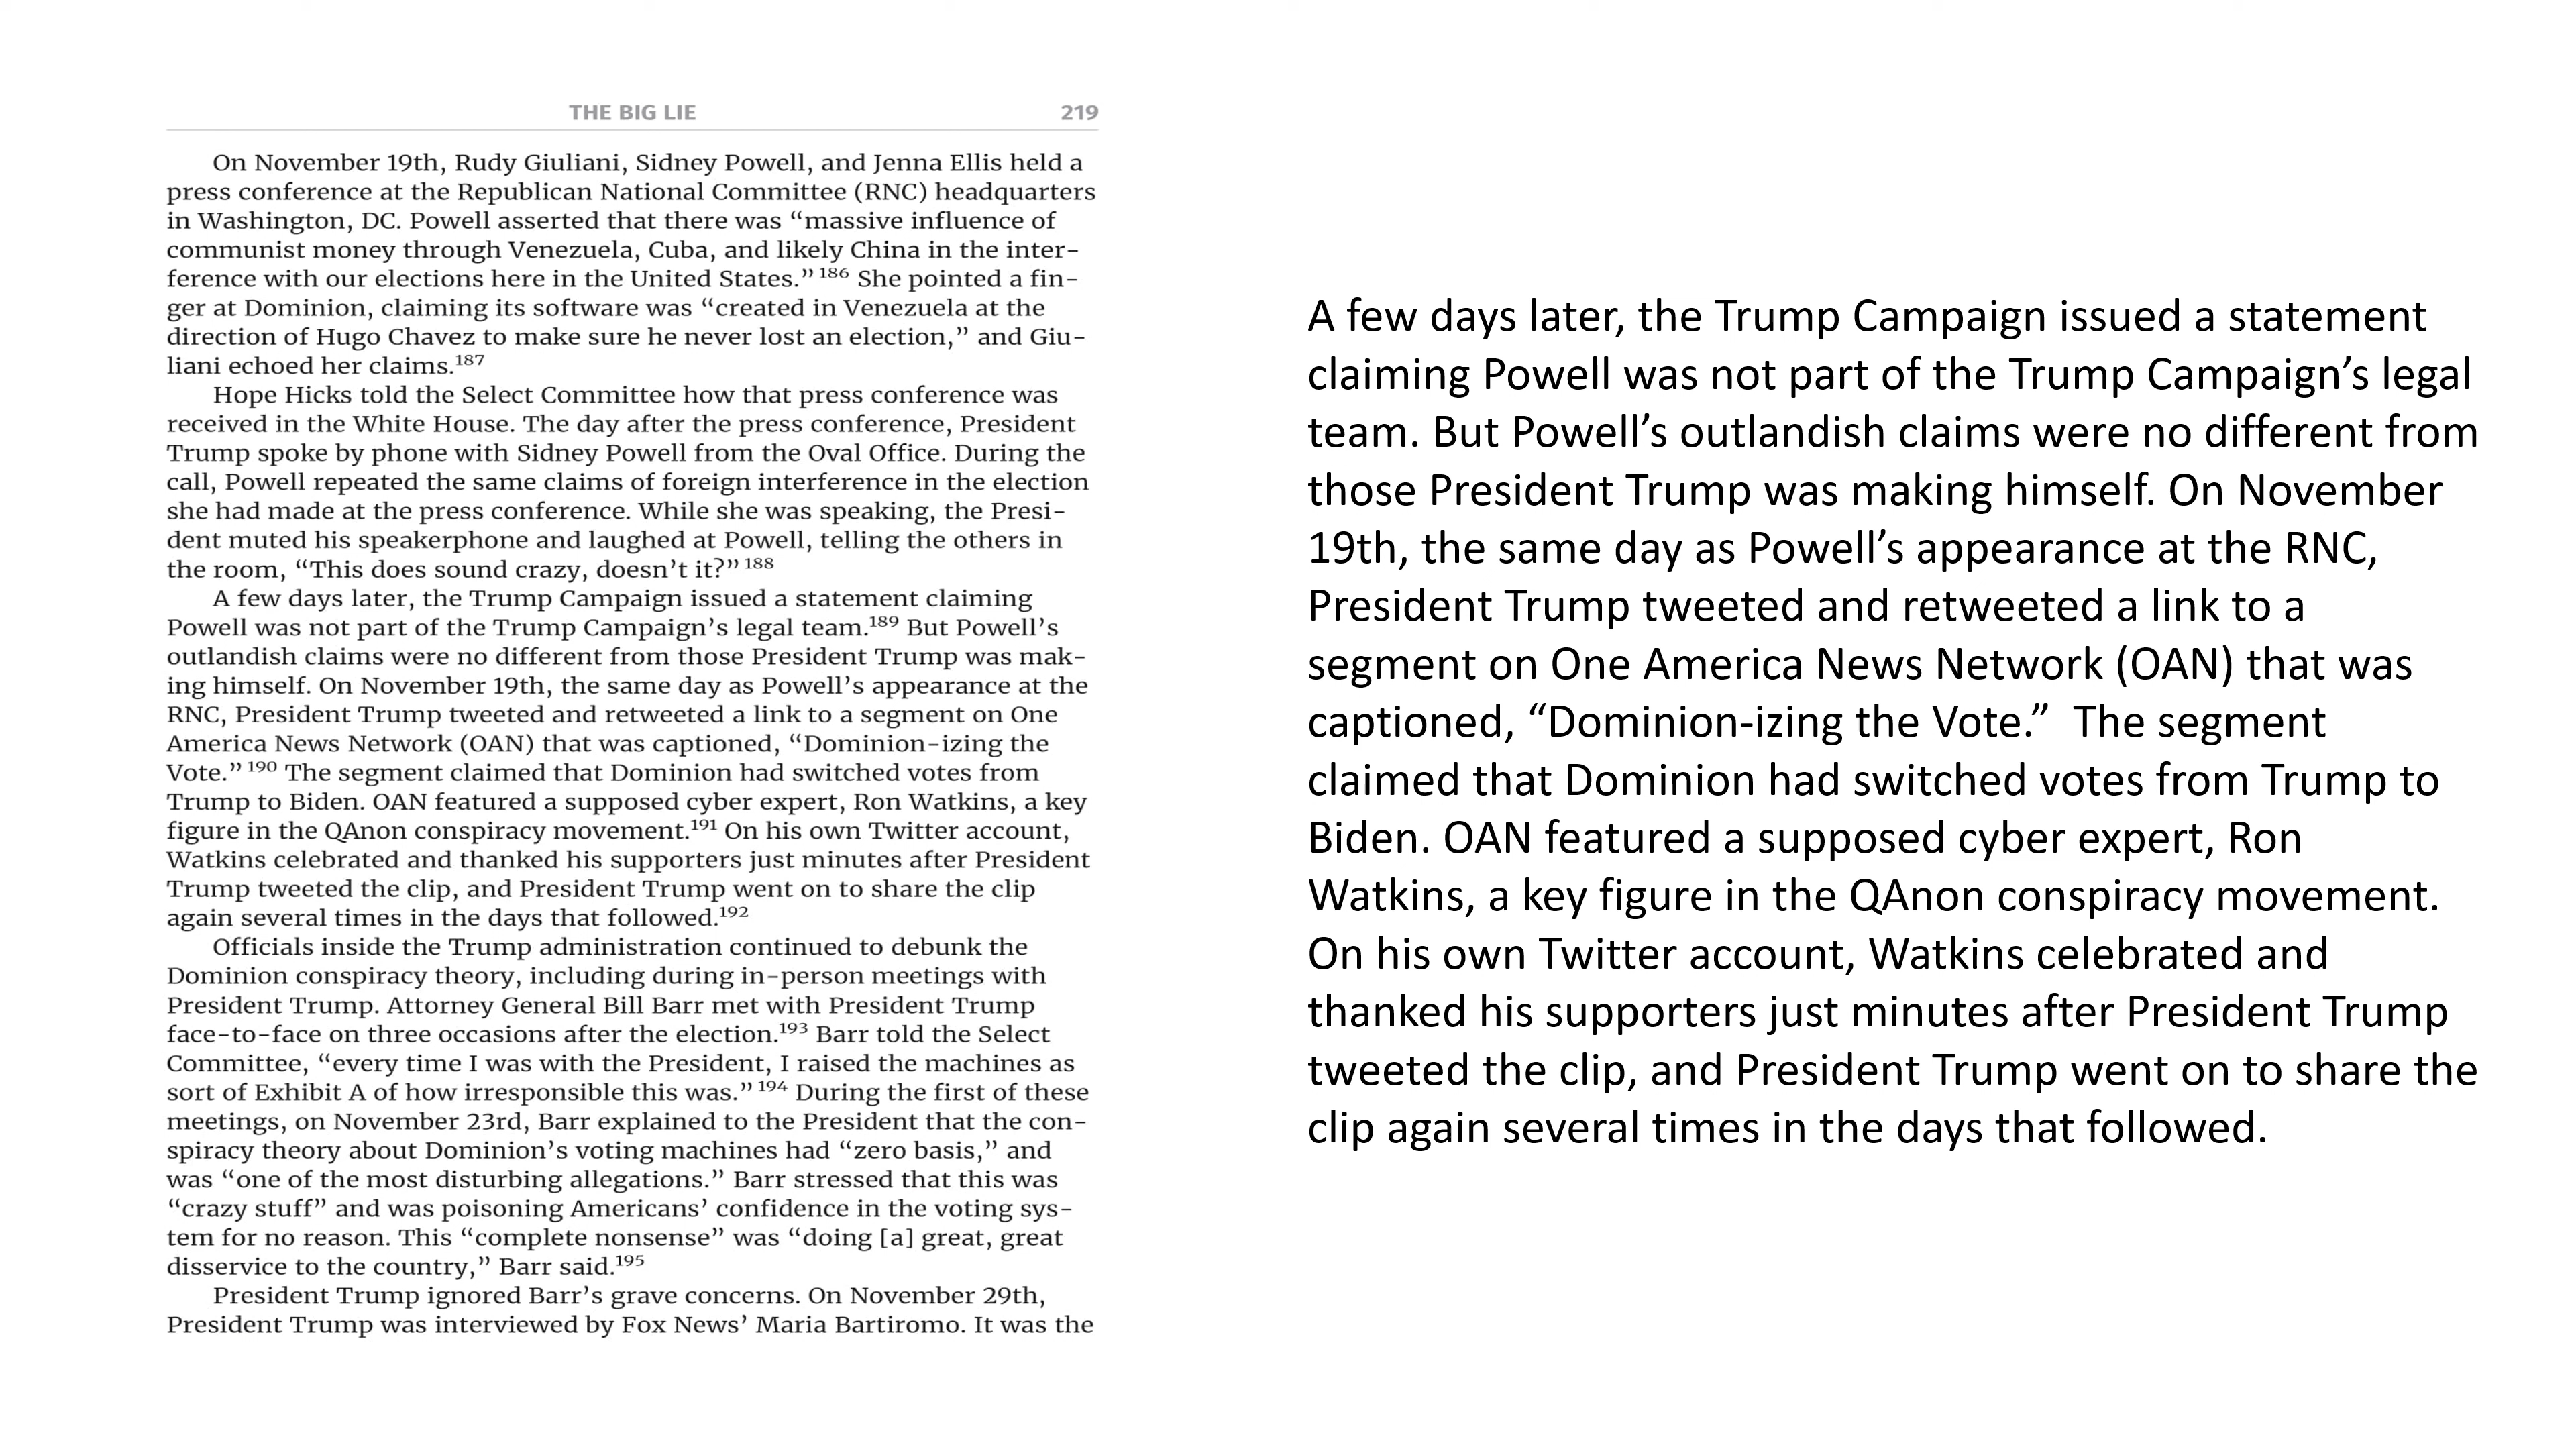 THE BIG LIE 219
On November 19th, Rudy Giuliani, Sidney Powell, and Jenna Ellis held a
press conference at the Republican National Committee (RNC) headquarters
in Washington, DC. Powell asserted that there was “massive influence of
communist money through Venezuela, Cuba, and likely China in the inter-
ference with our elections here in the United States.” 186 She pointed a fin-
ger at Dominion, claiming its software was “created in Venezuela at the
direction of Hugo Chavez to make sure he never lost an election,” and Giu-
liani echoed her claims.187
Hope Hicks told the Select Committee how that press conference was
received in the White House. The day after the press conference, President
Trump spoke by phone with Sidney Powell from the Oval Office. During the
call, Powell repeated the same claims of foreign interference in the election
she had made at the press conference. While she was speaking, the Presi-
dent muted his speakerphone and laughed at Powell, telling the others in
the room, “This does sound crazy, doesn’t it?” 188
A few days later, the Trump Campaign issued a statement claiming
Powell was not part of the Trump Campaign’s legal team.189 But Powell’s
outlandish claims were no different from those President Trump was mak-
ing himself. On November 19th, the same day as Powell’s appearance at the
RNC, President Trump tweeted and retweeted a link to a segment on One
America News Network (OAN) that was captioned, “Dominion-izing the
Vote.” 190 The segment claimed that Dominion had switched votes from
Trump to Biden. OAN featured a supposed cyber expert, Ron Watkins, a key
figure in the QAnon conspiracy movement.191 On his own Twitter account,
Watkins celebrated and thanked his supporters just minutes after President
Trump tweeted the clip, and President Trump went on to share the clip
again several times in the days that followed.192
Officials inside the Trump administration continued to debunk the
Dominion conspiracy theory, including during in-person meetings with
President Trump. Attorney General Bill Barr met with President Trump
face-to-face on three occasions after the election.193 Barr told the Select
Committee, “every time I was with the President, I raised the machines as
sort of Exhibit A of how irresponsible this was.” 194 During the first of these
meetings, on November 23rd, Barr explained to the President that the con-
spiracy theory about Dominion’s voting machines had “zero basis,” and
was “one of the most disturbing allegations.” Barr stressed that this was
“crazy stuff” and was poisoning Americans’ confidence in the voting sys-
tem for no reason. This “complete nonsense” was “doing [a] great, great
disservice to the country,” Barr said.195
President Trump ignored Barr’s grave concerns. On November 29th,
President Trump was interviewed by Fox News’ Maria Bartiromo. It was the
A few days later, the Trump Campaign issued a statement
claiming Powell was not part of the Trump Campaign’s legal
team. But Powell’s outlandish claims were no different from
those President Trump was making himself. On November
19th, the same day as Powell’s appearance at the RNC,
President Trump tweeted and retweeted a link to a
segment on One America News Network (OAN) that was
captioned, “Dominion-izing the Vote.”  The segment
claimed that Dominion had switched votes from Trump to
Biden. OAN featured a supposed cyber expert, Ron
Watkins, a key figure in the QAnon conspiracy movement.
On his own Twitter account, Watkins celebrated and
thanked his supporters just minutes after President Trump
tweeted the clip, and President Trump went on to share the
clip again several times in the days that followed.